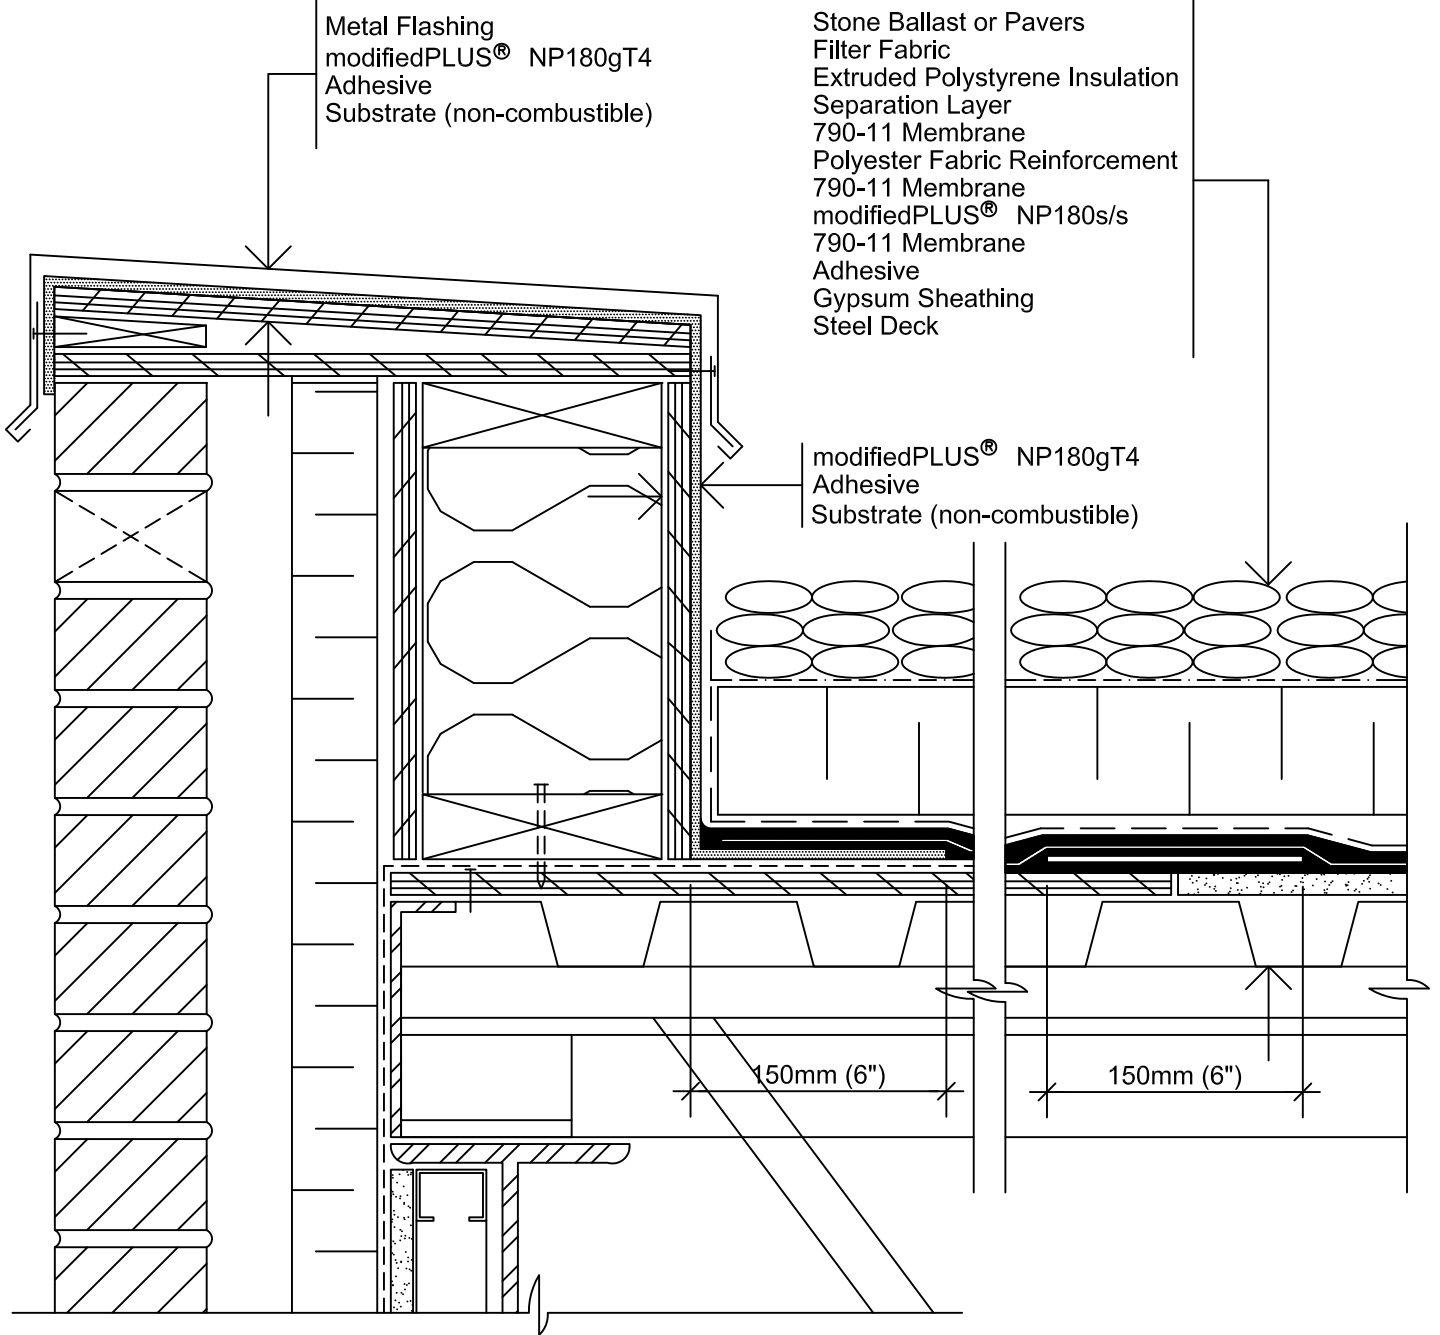 Metal Flashing
modifiedPLUS® NP180gT4
Adhesive
Substrate (non-combustible)
Stone Ballast or Pavers
Filter Fabric
Extruded Polystyrene Insulation
Separation Layer
790-11 Membrane
Polyester Fabric Reinforcement
790-11 Membrane
modifiedPLUS® NP180s/s
790-11 Membrane
Adhesive
Gypsum Sheathing
Steel Deck
modifiedPLUS® NP180gT4
Adhesive
Substrate (non-combustible)
150mm (6")
150mm (6")